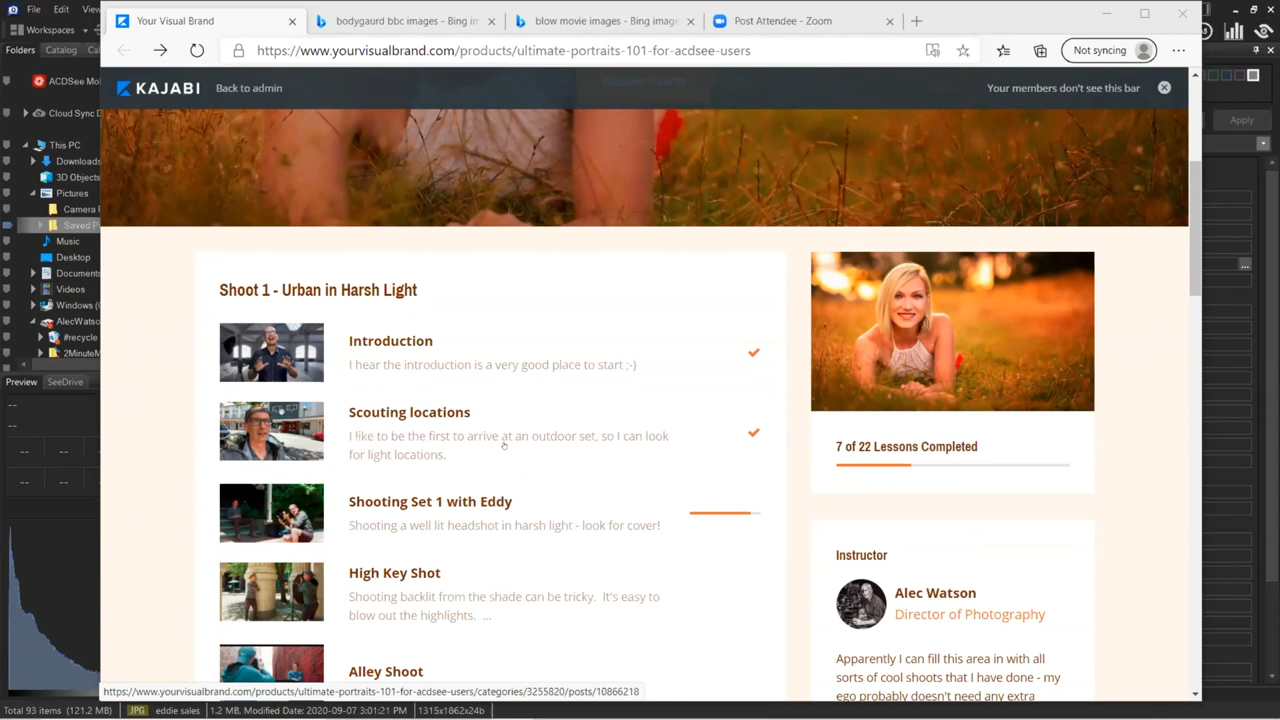 File Edit View
Workspaces
Folders Catalog
ACDSee
Cloud Sync
This PC
Downloads
3D Objects
Pictures
Camera
Saved
Music
Desktop
Documents
Videos
Windows
#recycle
Preview SeeDrive
Your Visual Brand
bodygaurd bbc images - Bing
blow movie images - Bing
Post Attendee - Zoom
https://www.yourvisualbrand.com/products/ultimate-portraits-101-for-acdsee-users
Not syncing
KAJABI Back to admin
Your members don't see this bar
Apply
Shoot 1 - Urban in Harsh Light
Introduction
I hear the introduction is a very good place to start ;-)
Scouting locations
I like to be the first to arrive at an outdoor set, so I can look
for light locations.
Shooting Set 1 with Eddy
Shooting a well lit headshot in harsh light - look for cover!
High Key Shot
Shooting backlit from the shade can be tricky. It's easy to
blow out the highlights. ...
Alley Shoot
7 of 22 Lessons Completed
Instructor
Alec Watson
Director of Photography
Apparently I can fill this area in with all
sorts of cool shoots that I have done - my
ego probably doesn't need any extra
https://www.yourvisualbrand.com/products/ultimate-portraits-101-for-acdsee-users/categories/3255820/posts/10866218
Total 93 items (121.2 MB) JPG eddie sales 1.2 MB, Modified Date: 2020-09-07 3:01:21 PM 1315x1862x24b